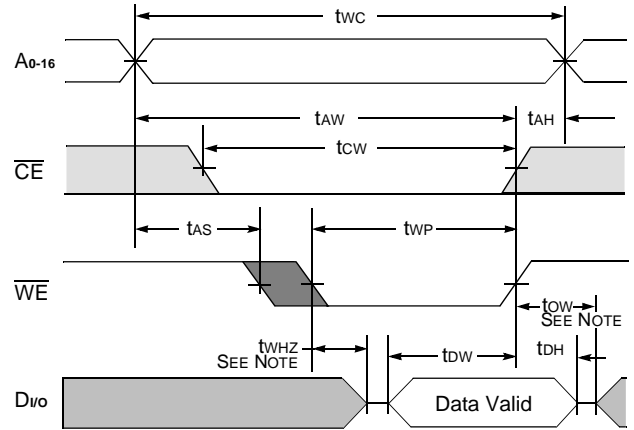 tWC
A0-16
tAW
tAH
tCW
CE
tAS
tWP
WE
tOW
SEE NOTE
tWHZ
SEE NOTE
tDW
tDH
DI/O
Data Valid